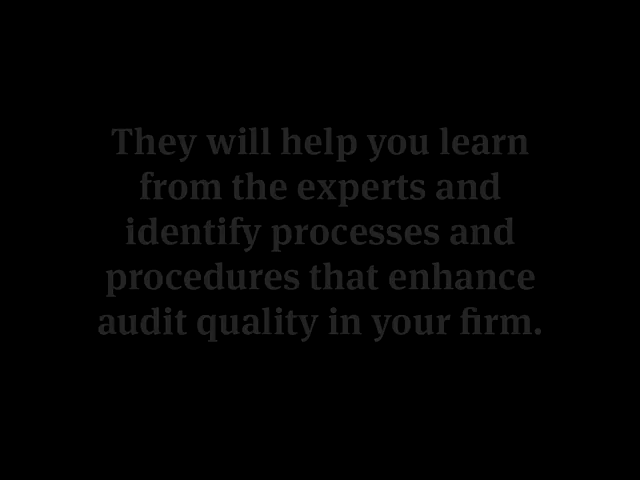 They will help you learn
from the experts and
identify processes and
procedures that enhance
audit quality in your firm.